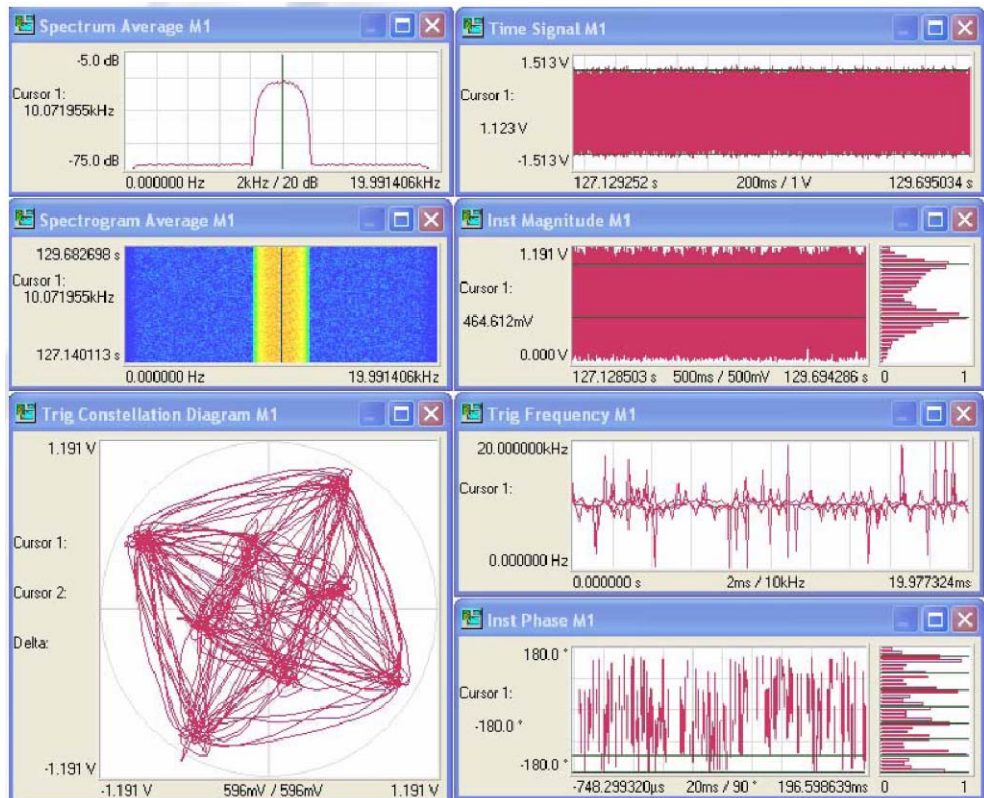 Spectrum Average M1
-5.0 dB
Cursor 1:
10.071955kHz
-75.0 dB
0.000000 Hz 2kHz / 20 dB 19.991406kHz
Time Signal M1
1.513 V
Cursor 1:
1.123 V
-1.513 V
127.129252 s 200ms / 1 V 129.695034 s
Spectrogram Average M1
129.682698 s
Cursor 1:
10.071955kHz
127.140113 s
0.000000 Hz 19.991406kHz
Inst Magnitude M1
1.191 V
Cursor 1:
464.612mV
0.000 V
127.128503 s 500ms / 500mV 129.694286 s 0 1
Trig Constellation Diagram M1
1.191 V
Cursor 1:
Cursor 2:
Delta:
-1.191 V
-1.191 V 596mV / 596mV 1.191 V
Trig Frequency M1
20.000000kHz
Cursor 1:
0.000000 Hz
0.000000 s 2ms / 10kHz 19.977324ms
Inst Phase M1
180.0 °
Cursor 1:
-180.0 °
-180.0 °
-748.299320µs 20ms / 90 ° 196.598639ms 0 1